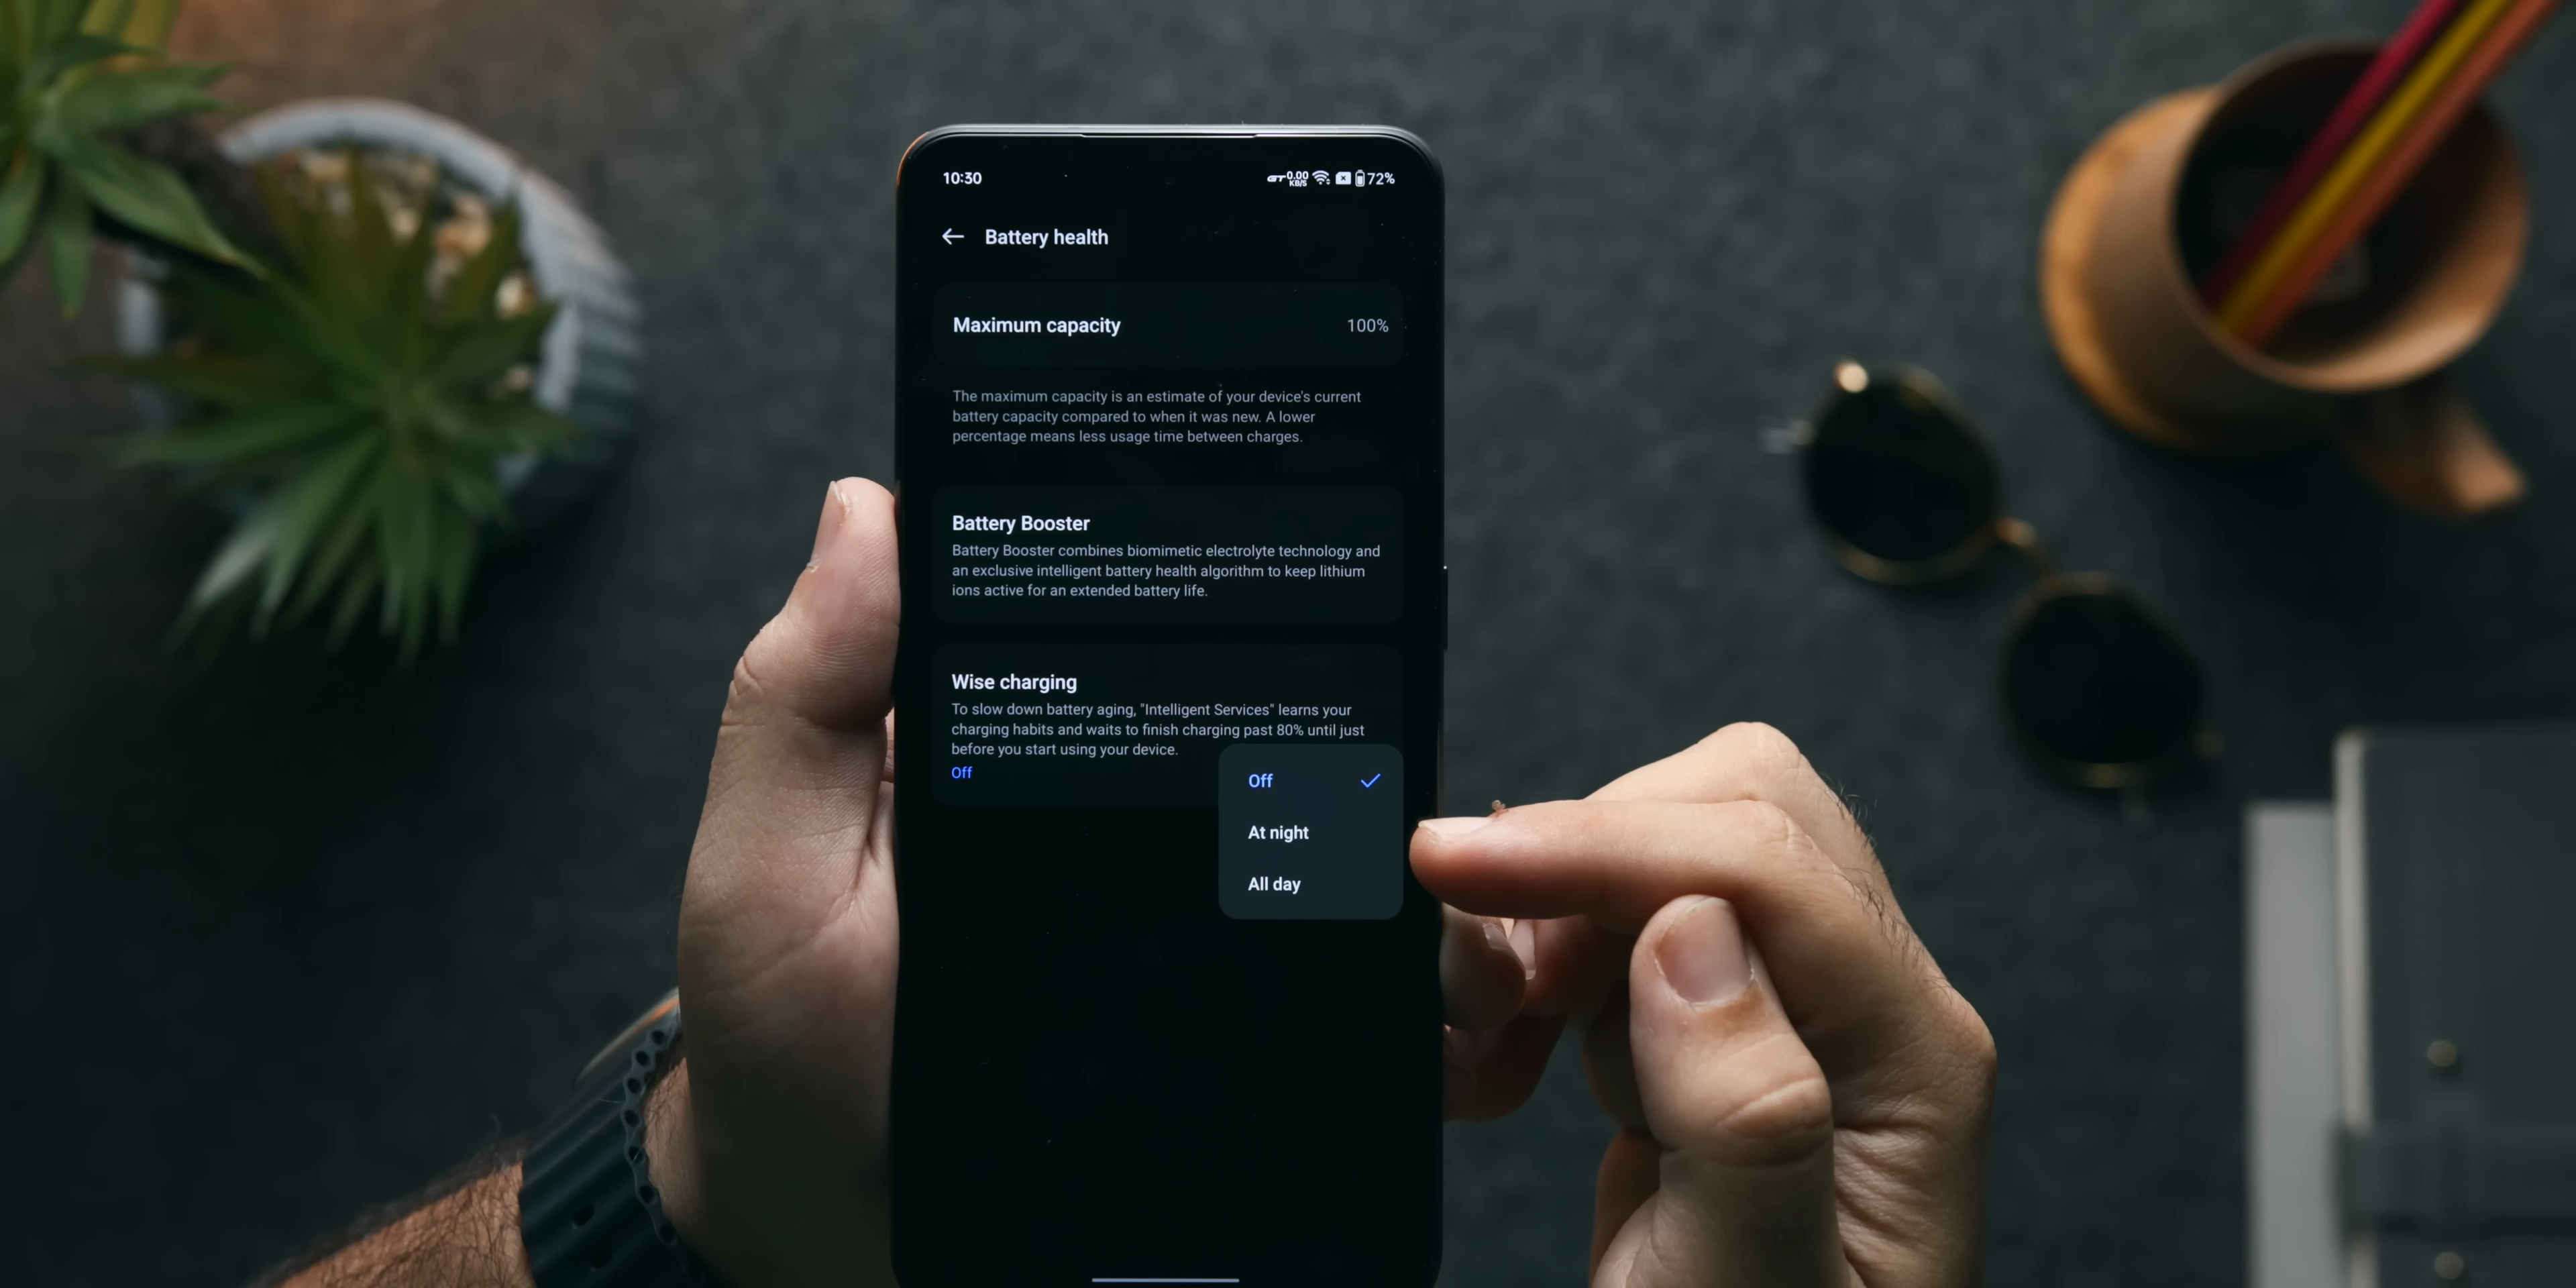 10:30 GT 0.00 KB/S 72%
Battery health
Maximum capacity 100%
The maximum capacity is an estimate of your device's current
battery capacity compared to when it was new. A lower
percentage means less usage time between charges.
Battery Booster
Battery Booster combines biomimetic electrolyte technology and
an exclusive intelligent battery health algorithm to keep lithium
ions active for an extended battery life.
Wise charging
To slow down battery aging, "Intelligent Services" learns your
charging habits and waits to finish charging past 80% until just
before you start using your device.
Off
Off
At night
All day